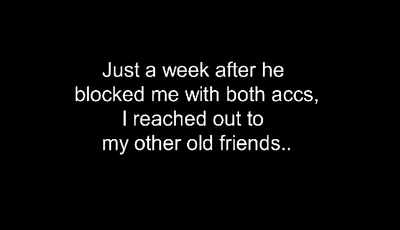 Just a week after he
blocked me with both accs,
I reached out to
my other old friends..